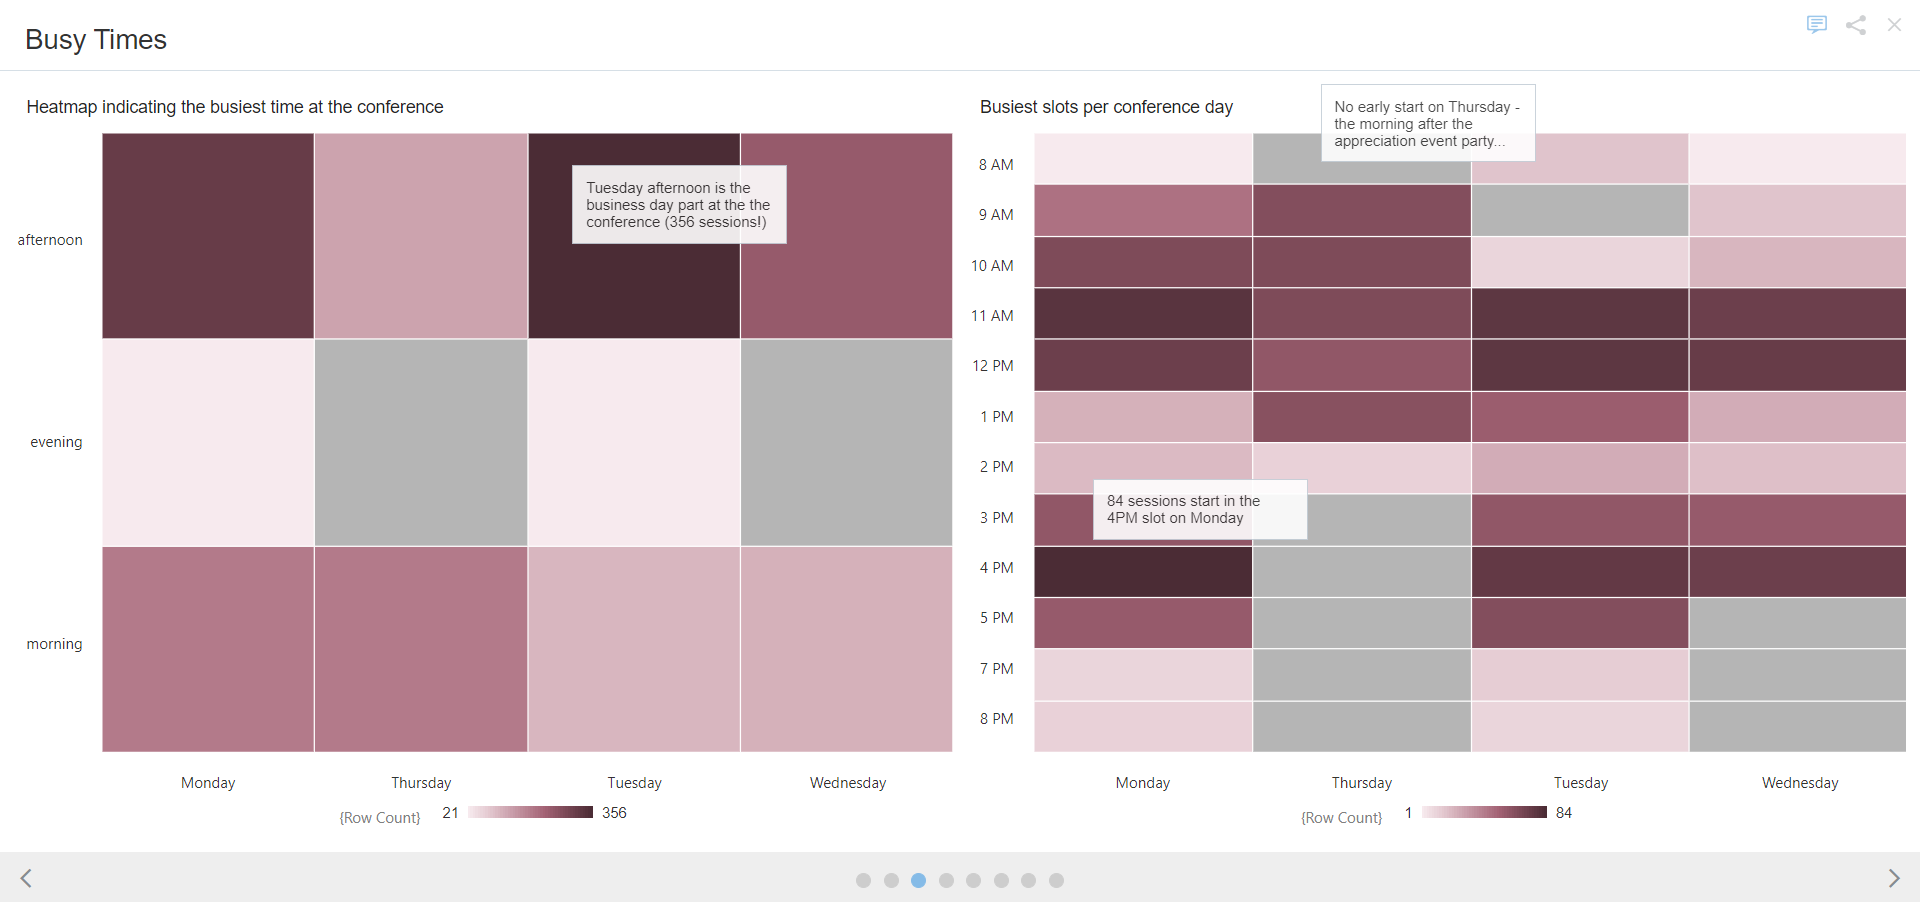 Busy Times
Heatmap indicating the busiest time at the conference
afternoon
evening
morning
Tuesday afternoon is the
business day part at the the
conference (356 sessions!)
Monday
Thursday
Tuesday
Wednesday
{Row Count}
21
356
Busiest slots per conference day
No early start on Thursday -
the morning after the
appreciation event party...
8 AM
9 AM
10 AM
11 AM
12 PM
1 PM
2 PM
3 PM
4 PM
5 PM
7 PM
8 PM
84 sessions start in the
4PM slot on Monday
Monday
Thursday
Tuesday
Wednesday
{Row Count}
1
84